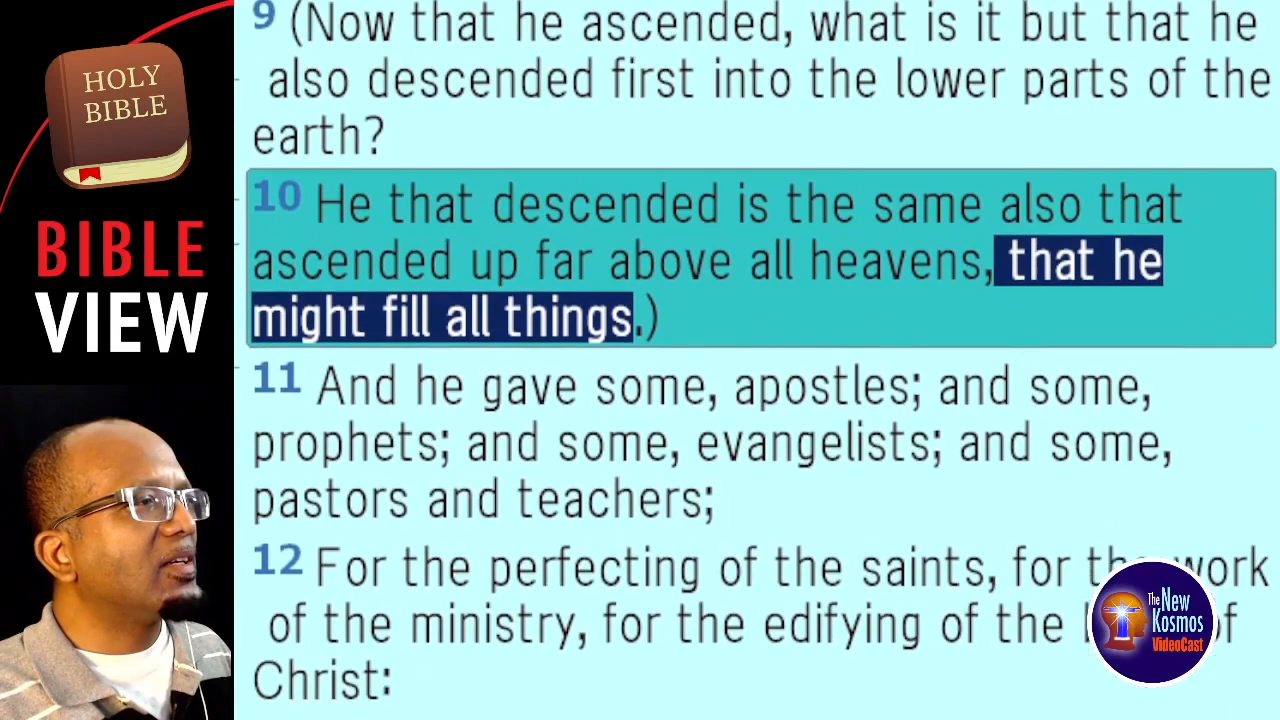 HOLY
BIBLE
BIBLE
VIEW
9 (Now that he ascended, what is it but that he
also descended first into the lower parts of the
earth?
10 He that descended is the same also that
ascended up far above all heavens, that he
might fill all things.)
11 And he gave some, apostles; and some,
prophets; and some, evangelists; and some,
pastors and teachers;
12 For the perfecting of the saints, for the work
of the ministry, for the edifying of the of
Christ:
The New
Kosmos
VideoCast